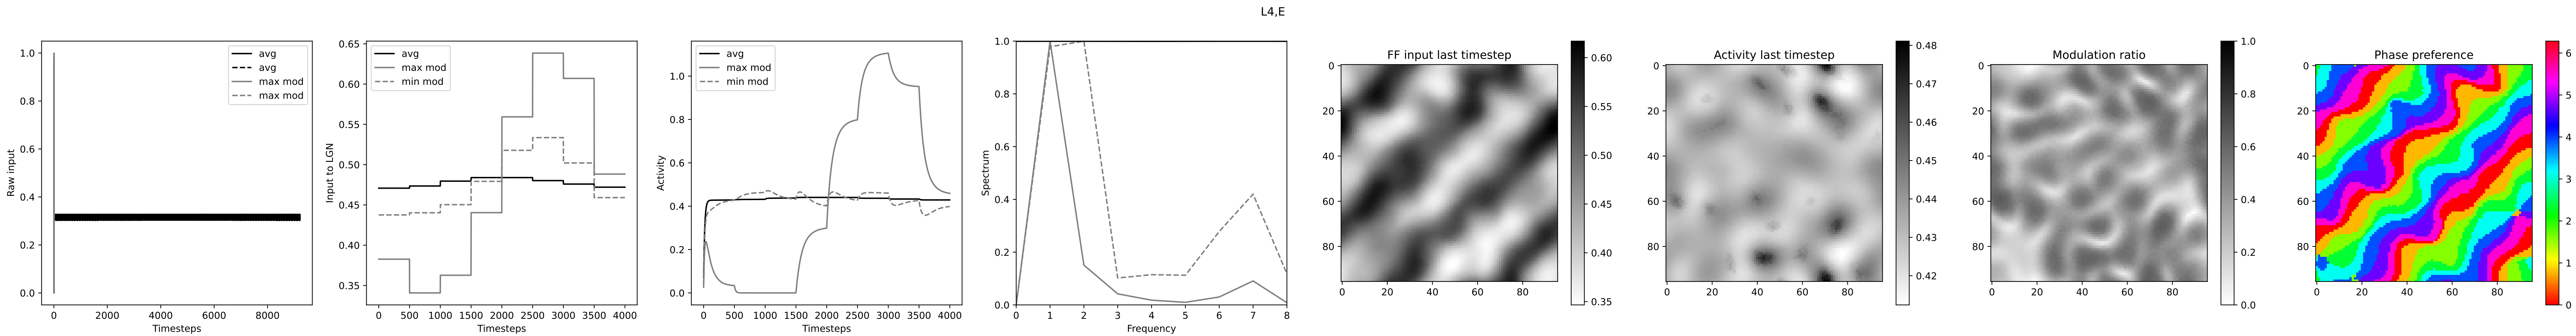 L4,E
Raw input
1.0
0.8
0.6
0.4
0.2
0.0
avg
avg
max mod
max mod
0 2000 4000 6000 8000
Timesteps
Input to LGN
0.65
0.60
0.55
0.50
0.45
0.40
0.35
avg
max mod
min mod
0 500 1000 1500 2000 2500 3000 3500 4000
Timesteps
Activity
1.0
0.8
0.6
0.4
0.2
0.0
avg
max mod
min mod
0 500 1000 1500 2000 2500 3000 3500 4000
Timesteps
Spectrum
1.0
0.8
0.6
0.4
0.2
0.0
0 1 2 3 4 5 6 7 8
Frequency
FF input last timestep
0
20
40
60
80
0 20 40 60 80
0.60
0.55
0.50
0.45
0.40
0.35
Activity last timestep
0
20
40
60
80
0 20 40 60 80
0.48
0.47
0.46
0.45
0.44
0.43
0.42
Modulation ratio
0
20
40
60
80
0 20 40 60 80
1.0
0.8
0.6
0.4
0.2
0.0
Phase preference
0
20
40
60
80
0 20 40 60 80
6
5
4
3
2
1
0